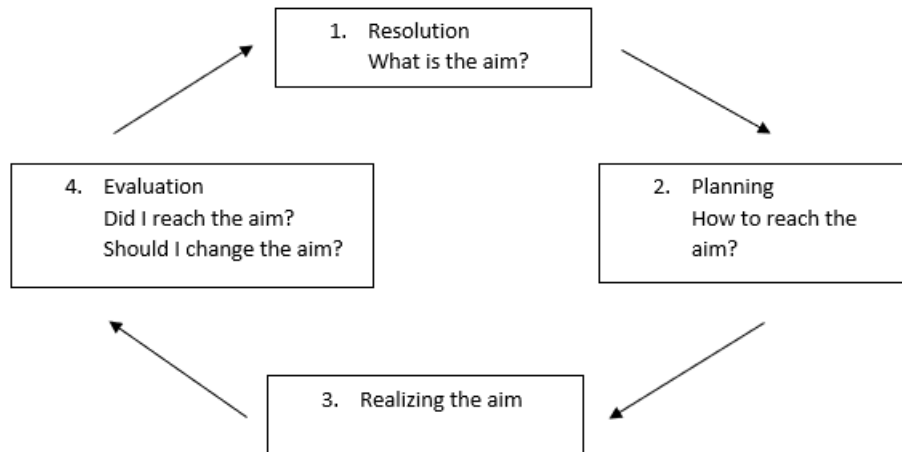 1. Resolution
What is the aim?
2. Planning
How to reach the
aim?
3. Realizing the aim
4. Evaluation
Did I reach the aim?
Should I change the aim?